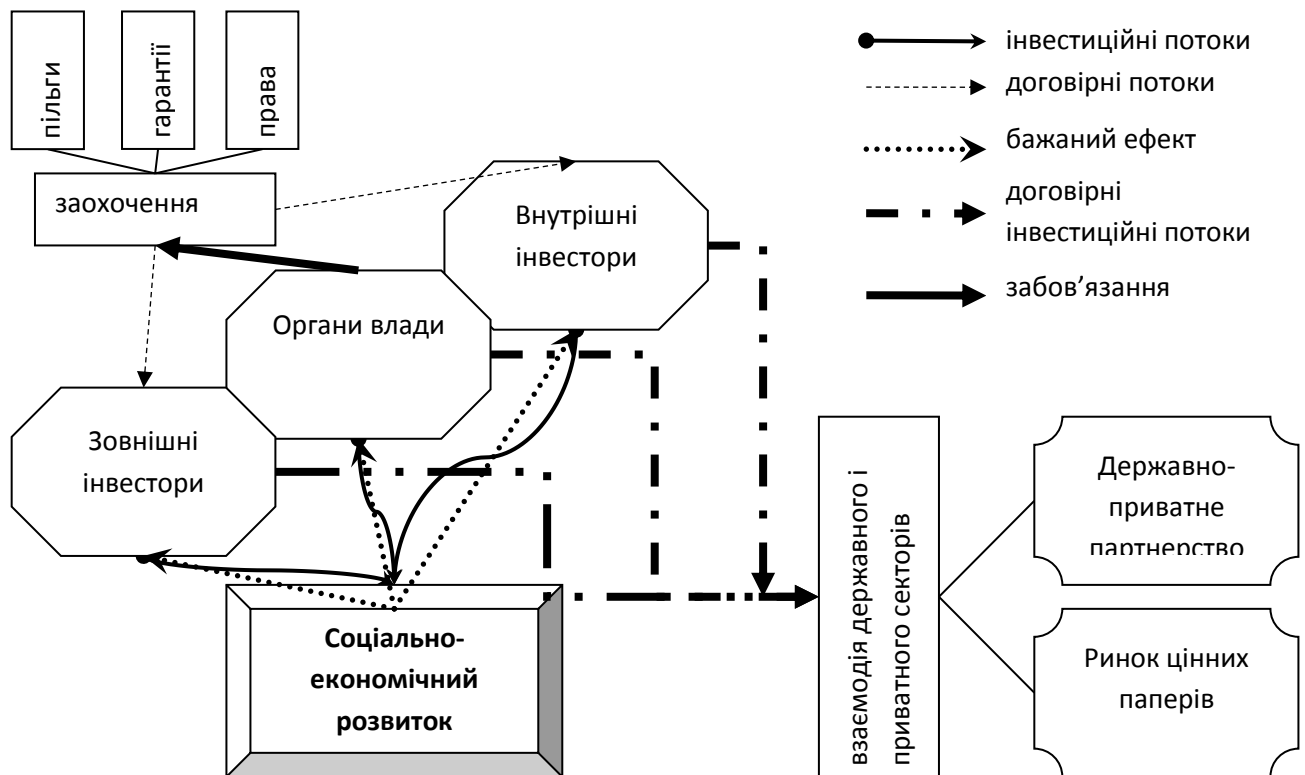 пільги
гарантії
права
заохочення
Внутрішні
інвестори
Органи влади
Зовнішні
інвестори
Соціально-
економічний
розвиток
інвестиційні потоки
договірні потоки
бажаний ефект
договірні
інвестиційні потоки
забов’язання
взаємодія державного і
приватного секторів
Державно-
приватне
партнерство
Ринок цінних
паперів